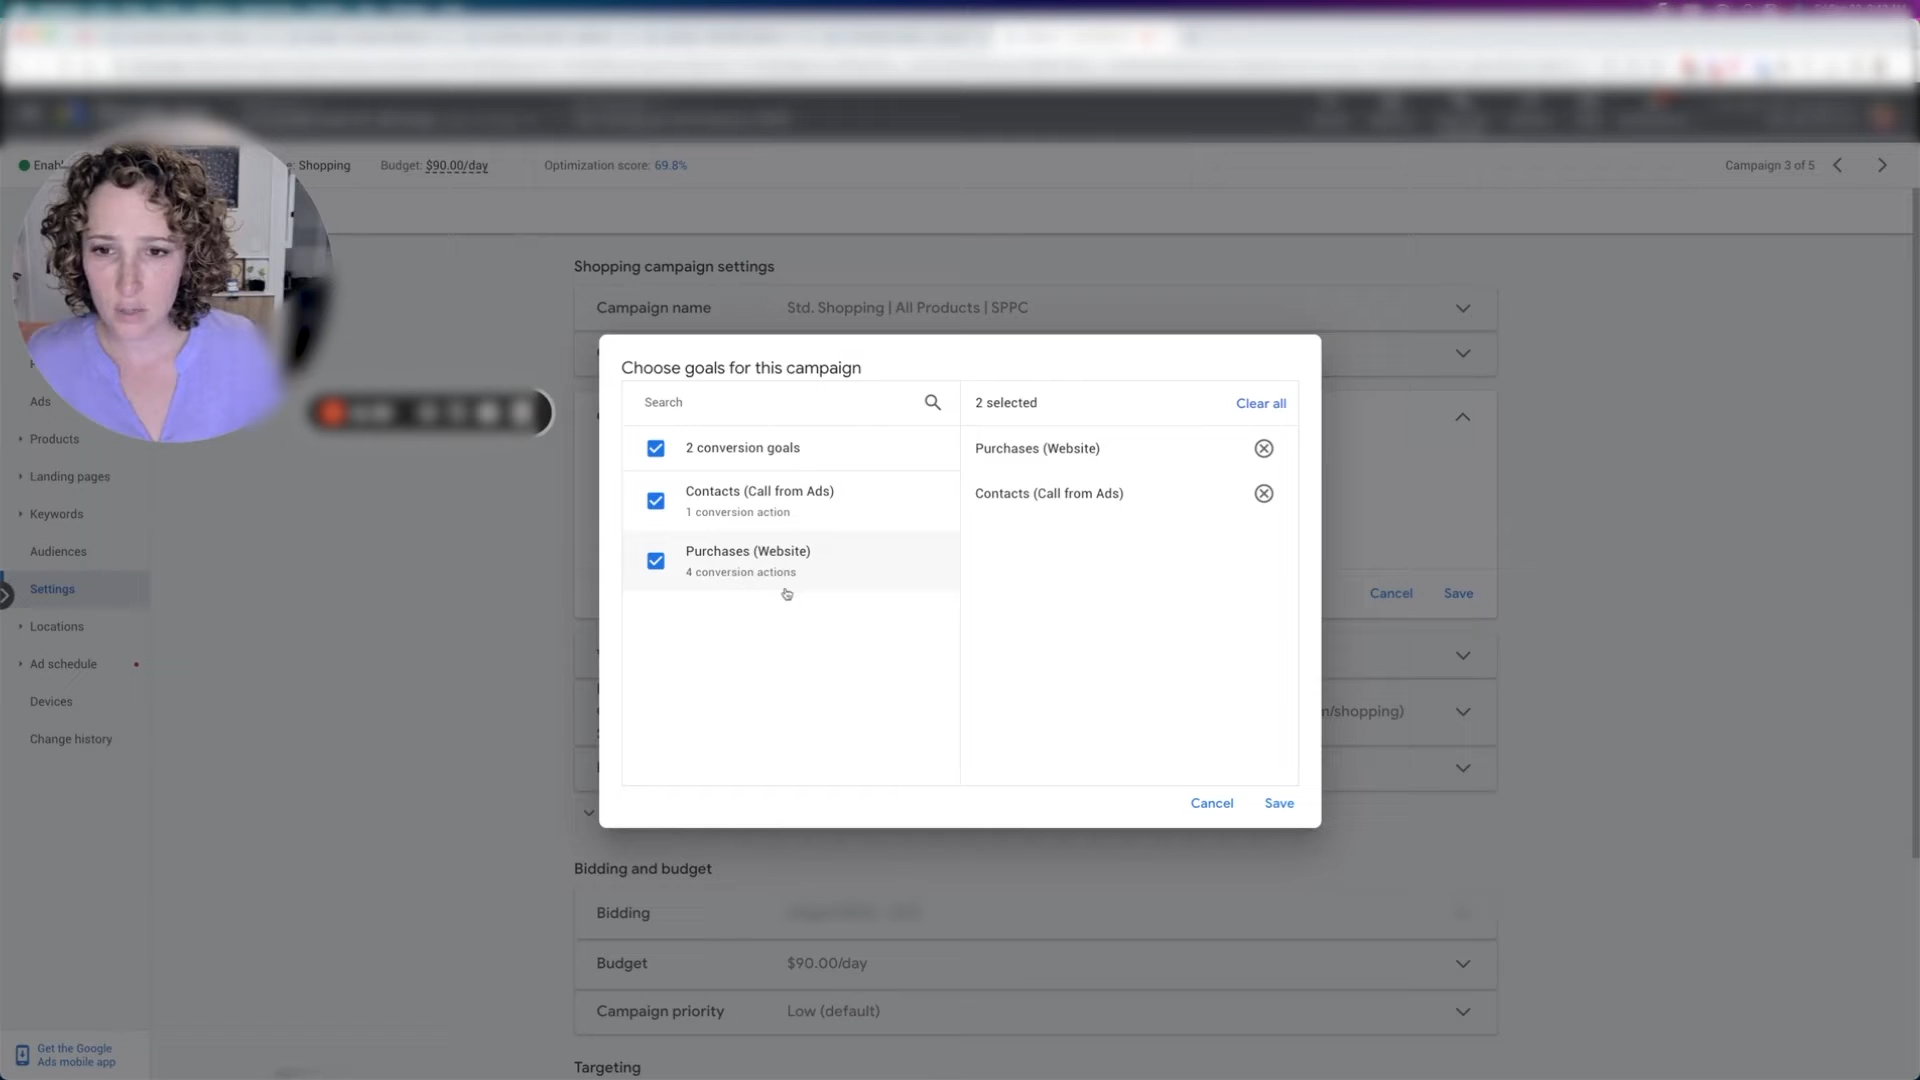 Shopping
Budget: $90.00/day
Optimization score: 69.8%
Campaign 3 of 5
Shopping campaign settings
Campaign name
Std. Shopping | All Products | SPPC
Choose goals for this campaign
Search
2 selected
Clear all
2 conversion goals
Purchases (Website)
Contacts (Call from Ads)
1 conversion action
Contacts (Call from Ads)
Purchases (Website)
4 conversion actions
Cancel
Save
Cancel
Save
m/shopping)
Ads
Products
Landing pages
Keywords
Audiences
Settings
Locations
Ad schedule
Devices
Change history
Bidding and budget
Bidding
Budget
$90.00/day
Campaign priority
Low (default)
Targeting
Get the Google
Ads mobile app